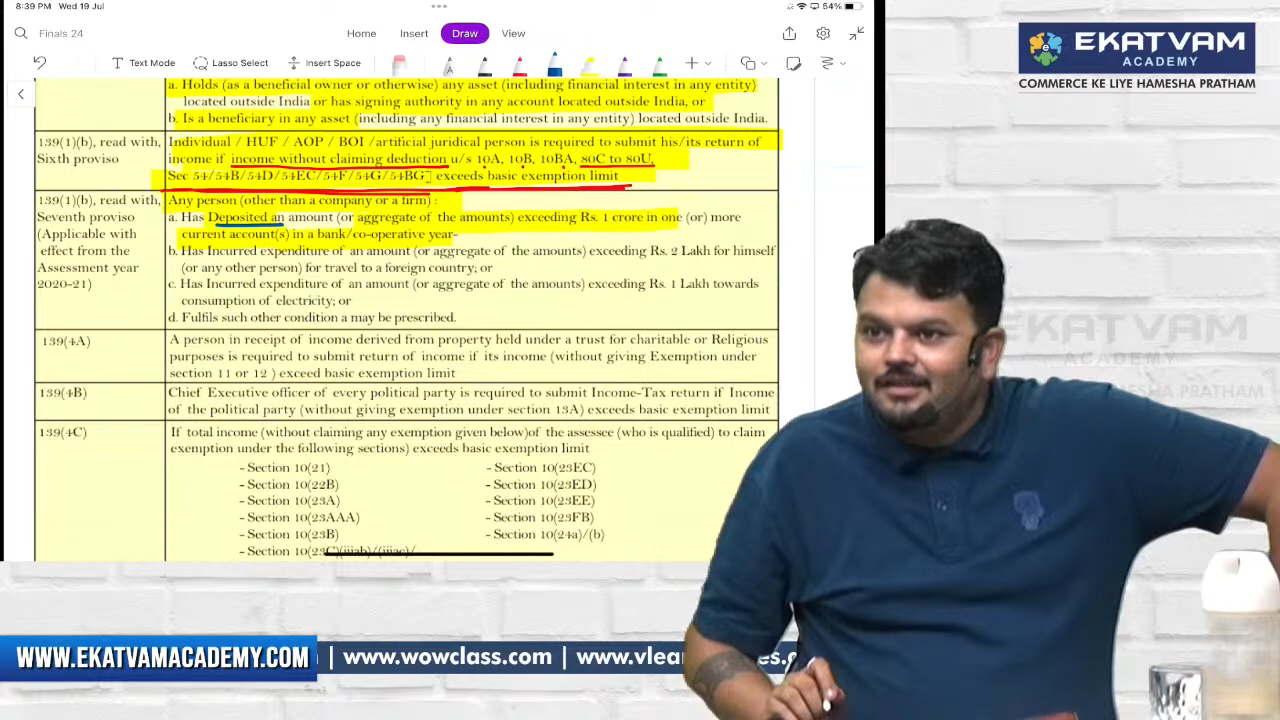 8:39 PM Wed 19 Jul
54%
Finals 24
Home Insert Draw View
Text Mode Lasso Select Insert Space
EKATVAM
ACADEMY
COMMERCE KE LIYE HAMESHA PRATHAM
a. Holds (as a beneficial owner or otherwise) any asset (including financial interest in any entity)
located outside India or has signing authority in any account located outside India, or
b. Is a beneficiary in any asset (including any financial interest in any entity) located outside India.
139(1)(b), read with,
Sixth proviso
Individual / HUF / AOP / BOI /artificial juridical person is required to submit his/its return of
income if income without claiming deduction u/s 10A, 10B, 10BA, 80C to 80U,
Sec 54/54B/54D/54EC/54F/54G/54BG exceeds basic exemption limit
139(1)(b), read with,
Seventh proviso
(Applicable with
effect from the
Assessment year
2020-21)
Any person (other than a company or a firm) :
a. Has Deposited an amount (or aggregate of the amounts) exceeding Rs. 1 crore in one (or) more
current account(s) in a bank/co-operative year-
b. Has Incurred expenditure of an amount (or aggregate of the amounts) exceeding Rs. 2 Lakh for himself
(or any other person) for travel to a foreign country; or
c. Has Incurred expenditure of an amount (or aggregate of the amounts) exceeding Rs. 1 Lakh towards
consumption of electricity; or
d. Fulfils such other condition a may be prescribed.
139(4A)
A person in receipt of income derived from property held under a trust for charitable or Religious
purposes is required to submit return of income if its income (without giving Exemption under
section 11 or 12 ) exceed basic exemption limit
139(4B)
Chief Executive officer of every political party is required to submit Income-Tax return if Income
of the political party (without giving exemption under section 13A) exceeds basic exemption limit
139(4C)
If total income (without claiming any exemption given below)of the assessee (who is qualified) to claim
exemption under the following sections) exceeds basic exemption limit
- Section 10(21)
- Section 10(22B)
- Section 10(23A)
- Section 10(23AAA)
- Section 10(23B)
- Section 10(23C)(iiiab)/(iiiac)/
- Section 10(23EC)
- Section 10(23ED)
- Section 10(23EE)
- Section 10(23FB)
- Section 10(24a)/(b)
EKATVAM
ACADEMY
HAMESHA PRATHAM
WWW.EKATVAMACADEMY.COM
| www.wowclass.com |